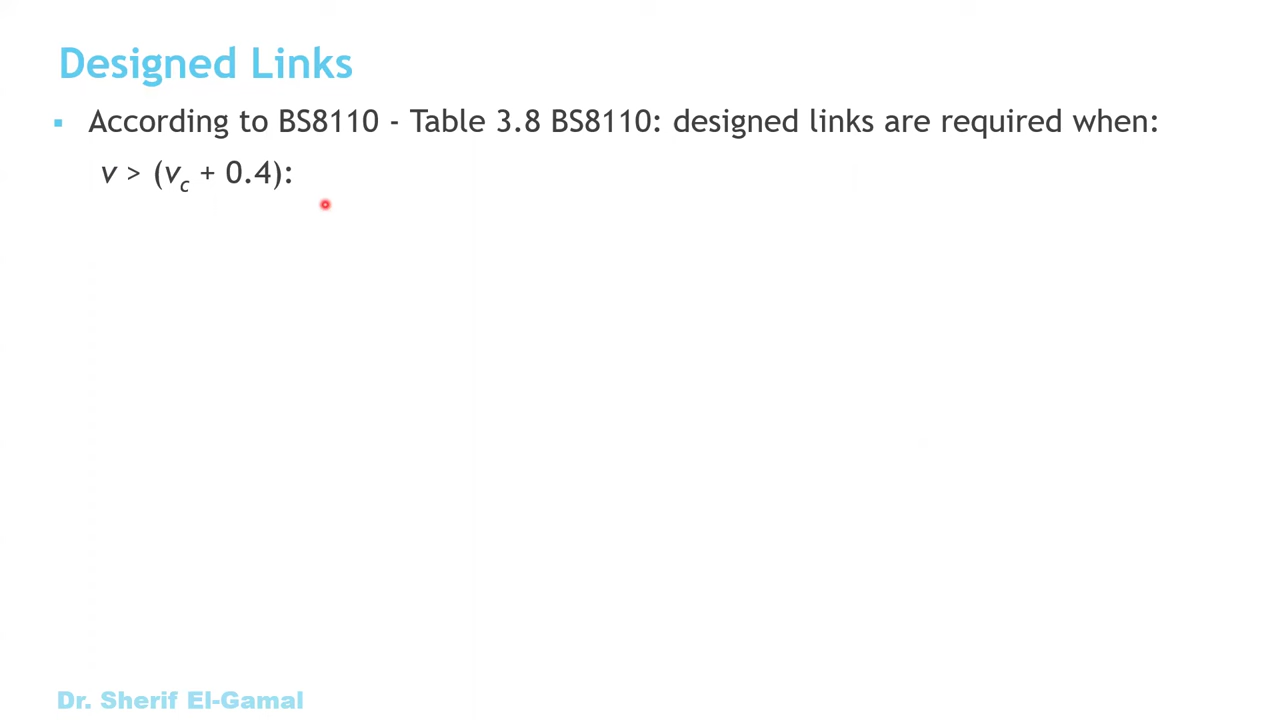 Designed Links
▪ According to BS8110 - Table 3.8 BS8110: designed links are required when:
v > (vc + 0.4):
Dr. Sherif El-Gamal